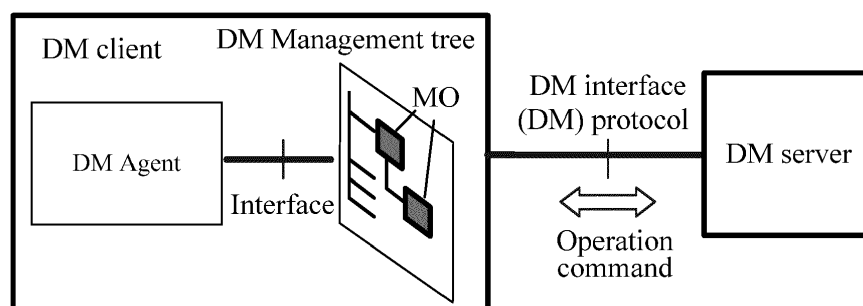 DM client
DM Management tree
MO
DM Agent
Interface
DM interface
(DM) protocol
Operation
command
DM server